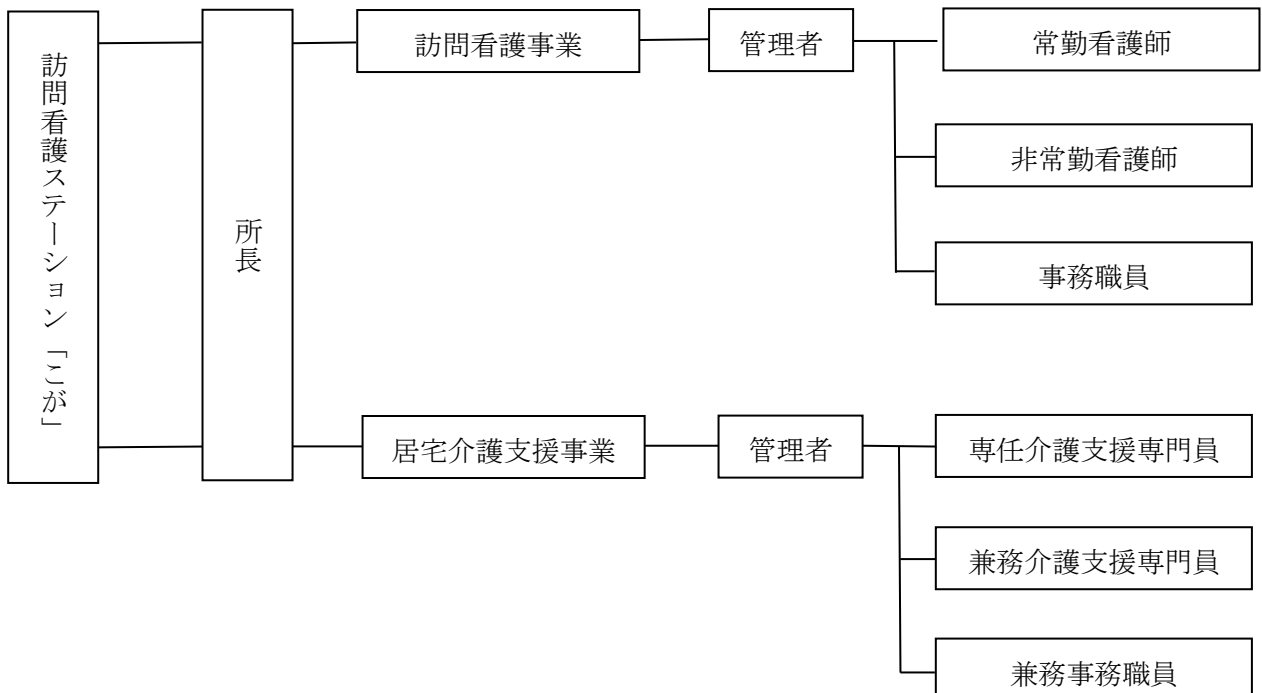 訪問看護ステーション「こが」
所長
訪問看護事業
管理者
常勤看護師
非常勤看護師
事務職員
居宅介護支援事業
管理者
専任介護支援専門員
兼務介護支援専門員
兼務事務職員